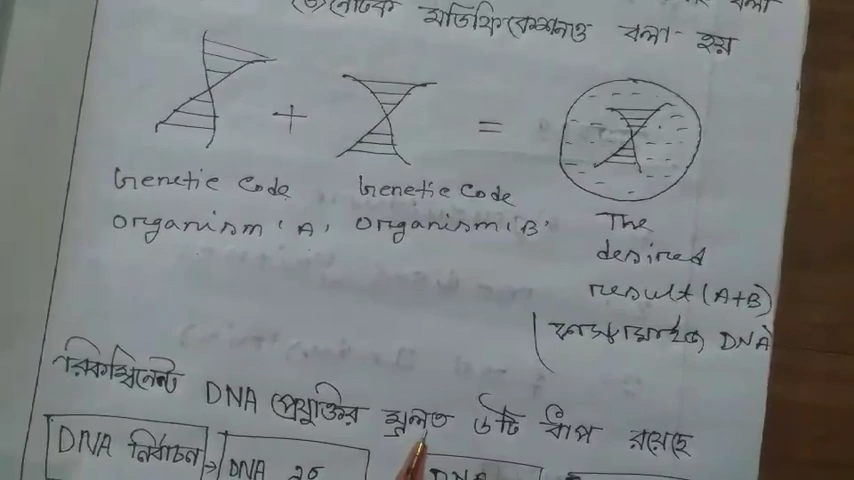 জেনেটিক মডিফিকেশনও বলা হয়
+ =
Genetic Code Genetic Code
organism 'A' organism 'B'
The
desired
result (A+B)
DNA
রিকম্বিনেন্ট DNA প্রযুক্তির মূলত ৬টি ধাপ রয়েছে
DNA নির্বাচন → DNA
DNA